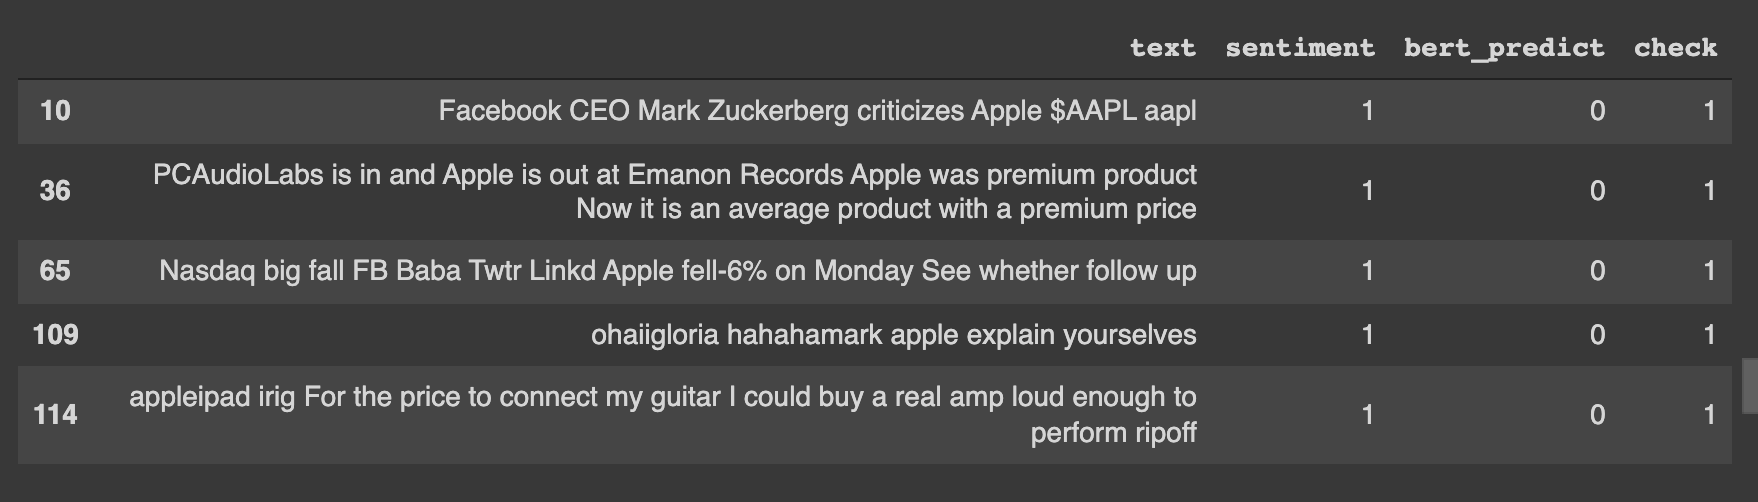 text sentiment bert_predict check
10 Facebook CEO Mark Zuckerberg criticizes Apple $AAPL aapl 1 0 1
36 PCAudioLabs is in and Apple is out at Emanon Records Apple was premium product
Now it is an average product with a premium price 1 0 1
65 Nasdaq big fall FB Baba Twtr Linkd Apple fell-6% on Monday See whether follow up 1 0 1
109 ohaiigloria hahahamark apple explain yourselves 1 0 1
114 appleipad irig For the price to connect my guitar I could buy a real amp loud enough to
perform ripoff 1 0 1